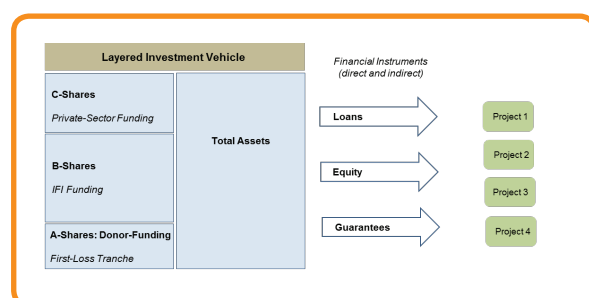 Layered Investment Vehicle
C-Shares
Private-Sector Funding
B-Shares
IFI Funding
A-Shares: Donor-Funding
First-Loss Tranche
Total Assets
Financial Instruments
(direct and indirect)
Loans
Equity
Guarantees
Project 1
Project 2
Project 3
Project 4